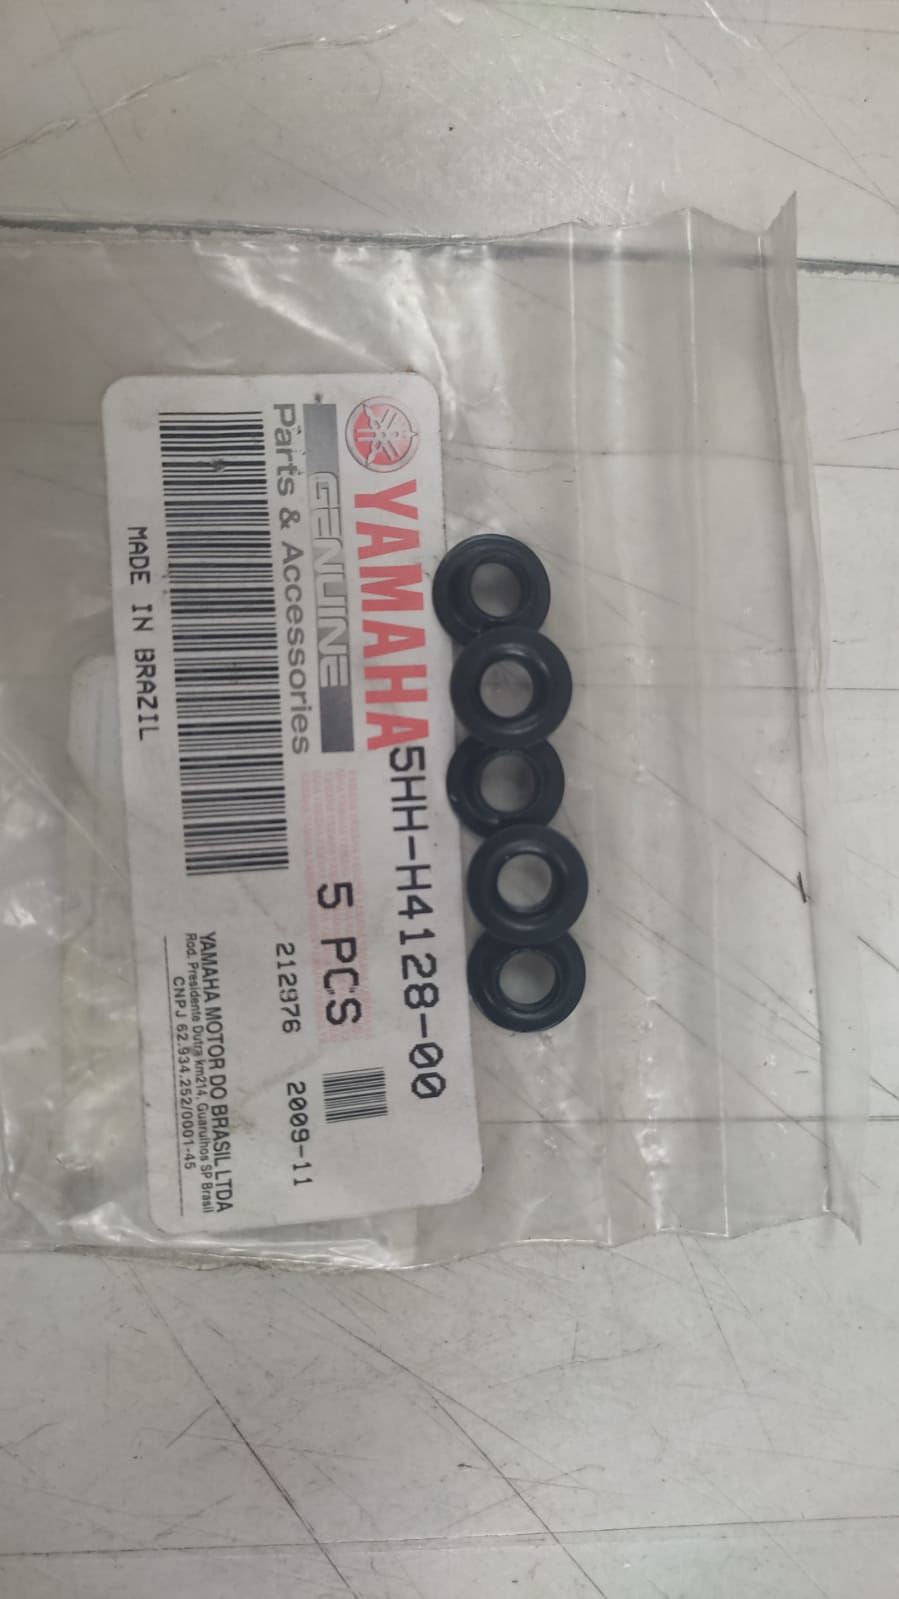 YAMAHA
GENUINE
Parts & Accessories
5HH-H4128-00
5 PCS
212976 2009-11
MADE IN BRAZIL
YAMAHA MOTOR DO BRASIL LTDA
Rod. Presidente Dutra km214, Guarulhos SP Brasil
CNPJ 62.934.252/0001-45